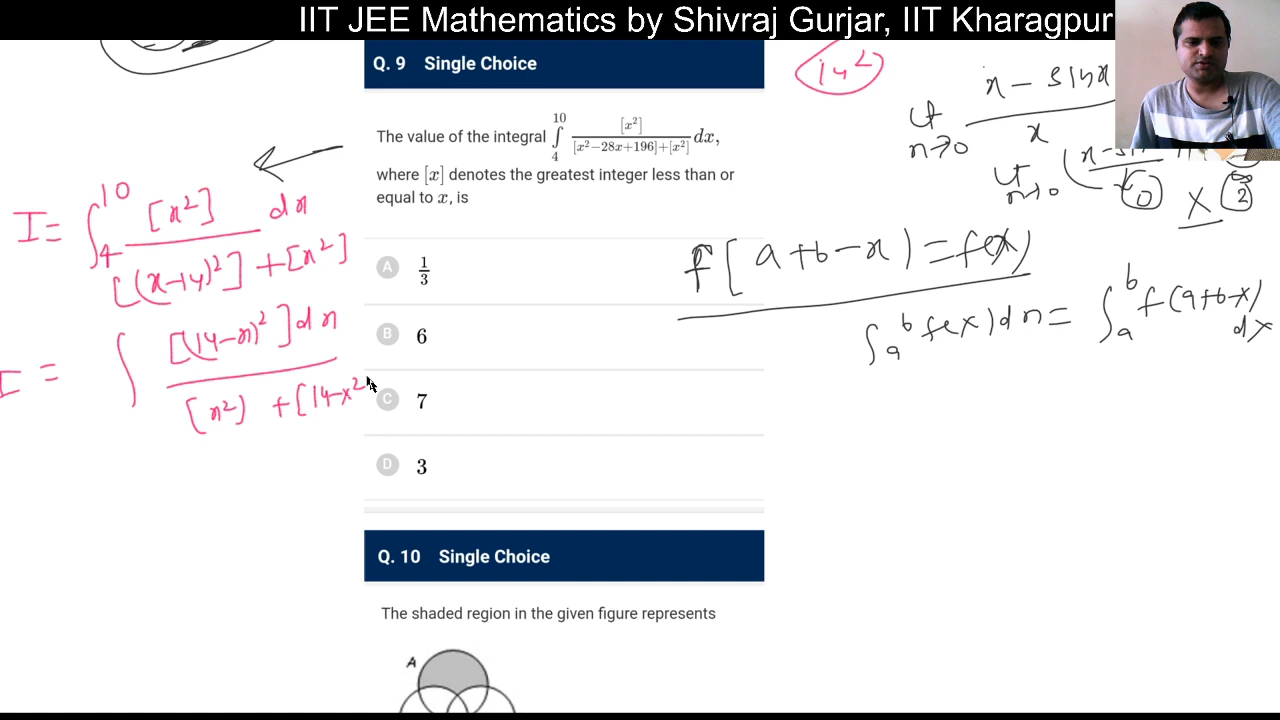 IIT JEE Mathematics by Shivraj Gurjar, IIT Kharagpur
Q. 9 Single Choice
The value of the integral ∫₄¹⁰ [x²]/([x²−28x+196]+[x²]) dx,
where [x] denotes the greatest integer less than or
equal to x, is
A 1/3
B 6
C 7
D 3
Q. 10 Single Choice
The shaded region in the given figure represents
A
I = ∫₄¹⁰ [x²] dx / [(x−14)²] + [x²]
I = ∫ [(14−x)²] dx / [x²) + [14−x²
14²
x − sinx
x
Lt
x→0
f[a+b−x) = f(x)
∫ₐᵇ f(x) dx = ∫ₐᵇ f(a+b−x) dx